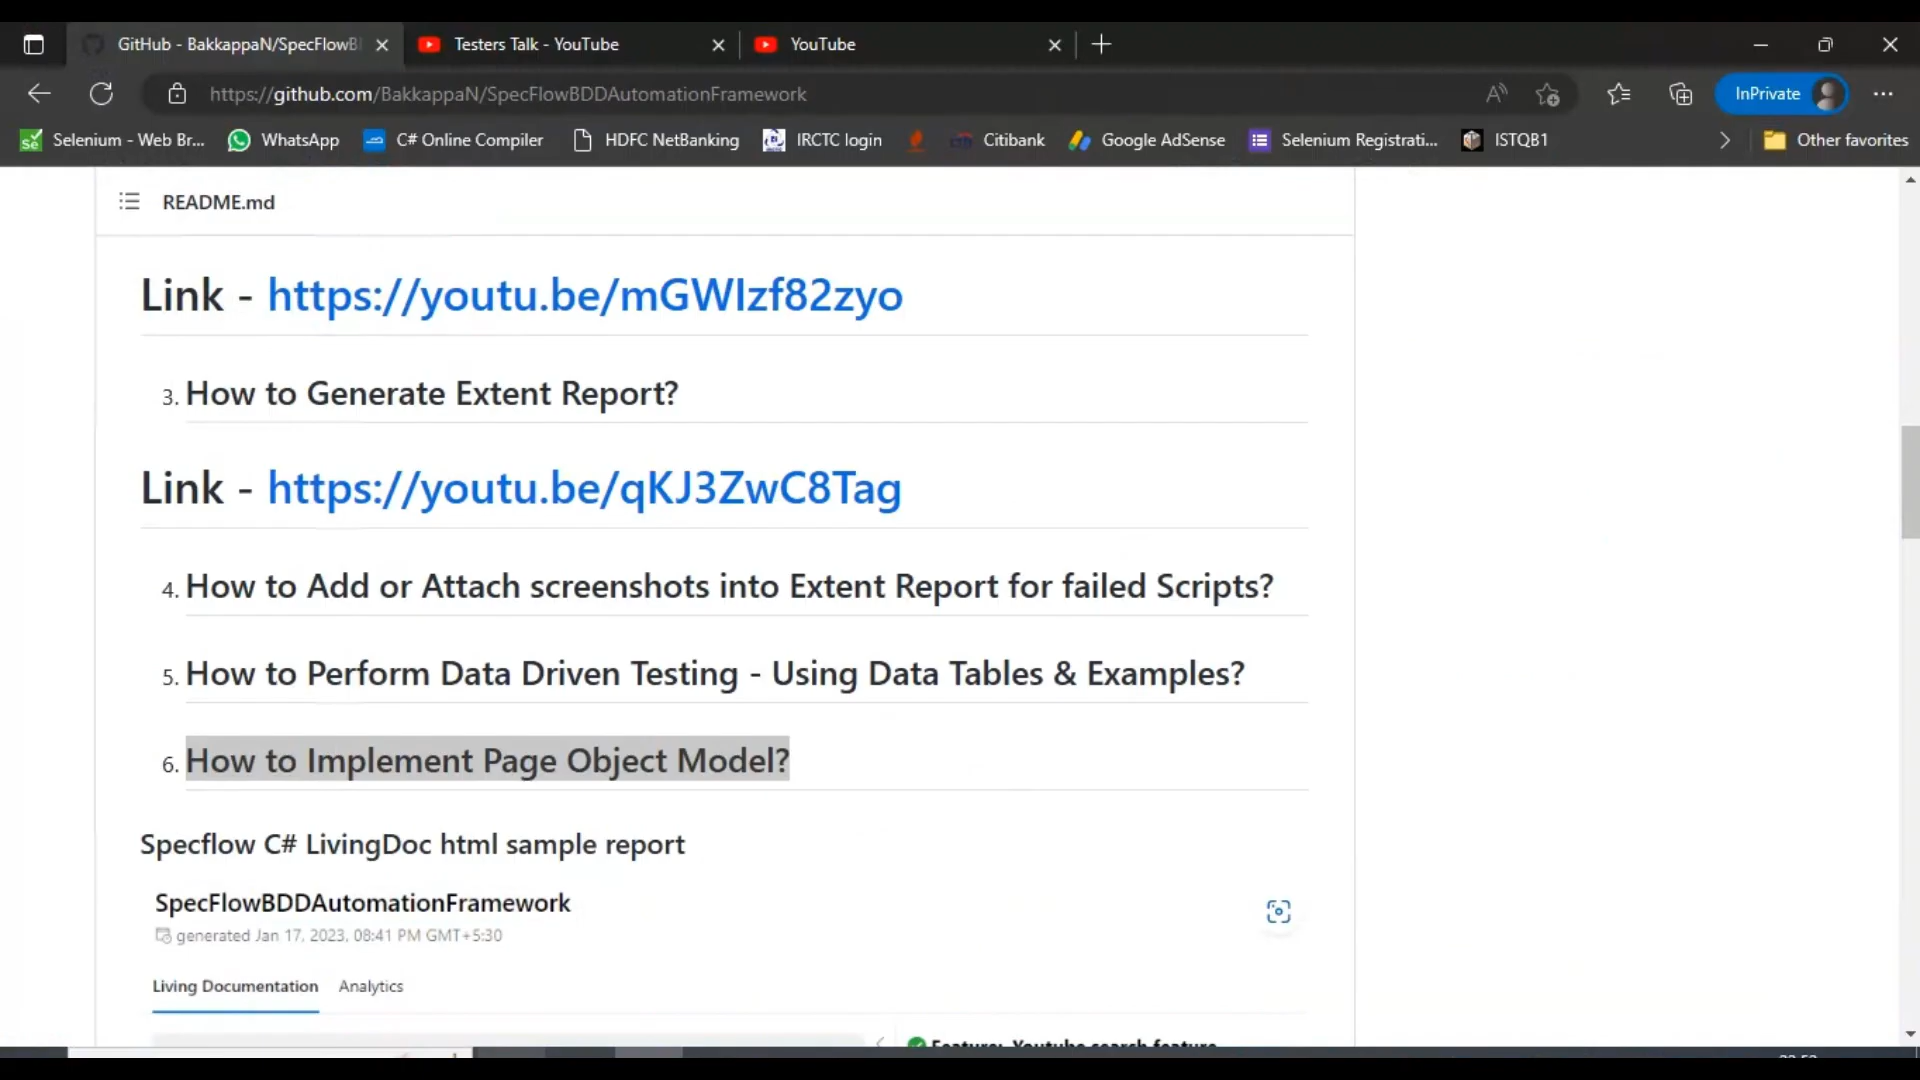 GitHub - BakkappaN/SpecFlowB
Testers Talk - YouTube
YouTube
https://github.com/BakkappaN/SpecFlowBDDAutomationFramework
InPrivate
Selenium - Web Br...
WhatsApp
C# Online Compiler
HDFC NetBanking
IRCTC login
Citibank
Google AdSense
Selenium Registrati...
ISTQB1
Other favorites
README.md
Link - https://youtu.be/mGWIzf82zyo
3. How to Generate Extent Report?
Link - https://youtu.be/qKJ3ZwC8Tag
4. How to Add or Attach screenshots into Extent Report for failed Scripts?
5. How to Perform Data Driven Testing - Using Data Tables & Examples?
6. How to Implement Page Object Model?
Specflow C# LivingDoc html sample report
SpecFlowBDDAutomationFramework
generated Jan 17, 2023, 08:41 PM GMT+5:30
Living Documentation
Analytics
Feature: Youtube search feature